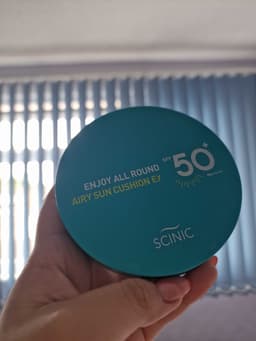 ENJOY ALL ROUND
AIRY SUN CUSHION EX
SPF 50+
SCINIC